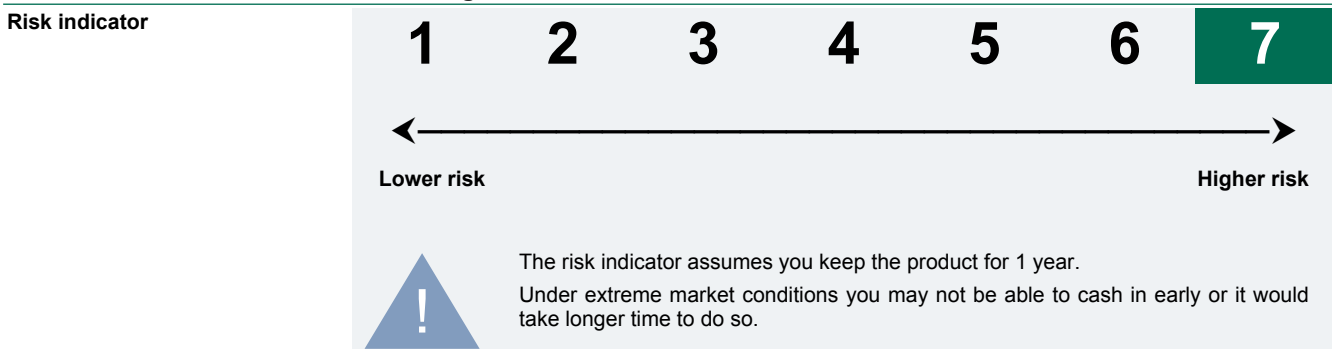 Risk indicator
1 2 3 4 5 6 7
Lower risk Higher risk
!
The risk indicator assumes you keep the product for 1 year.
Under extreme market conditions you may not be able to cash in early or it would
take longer time to do so.